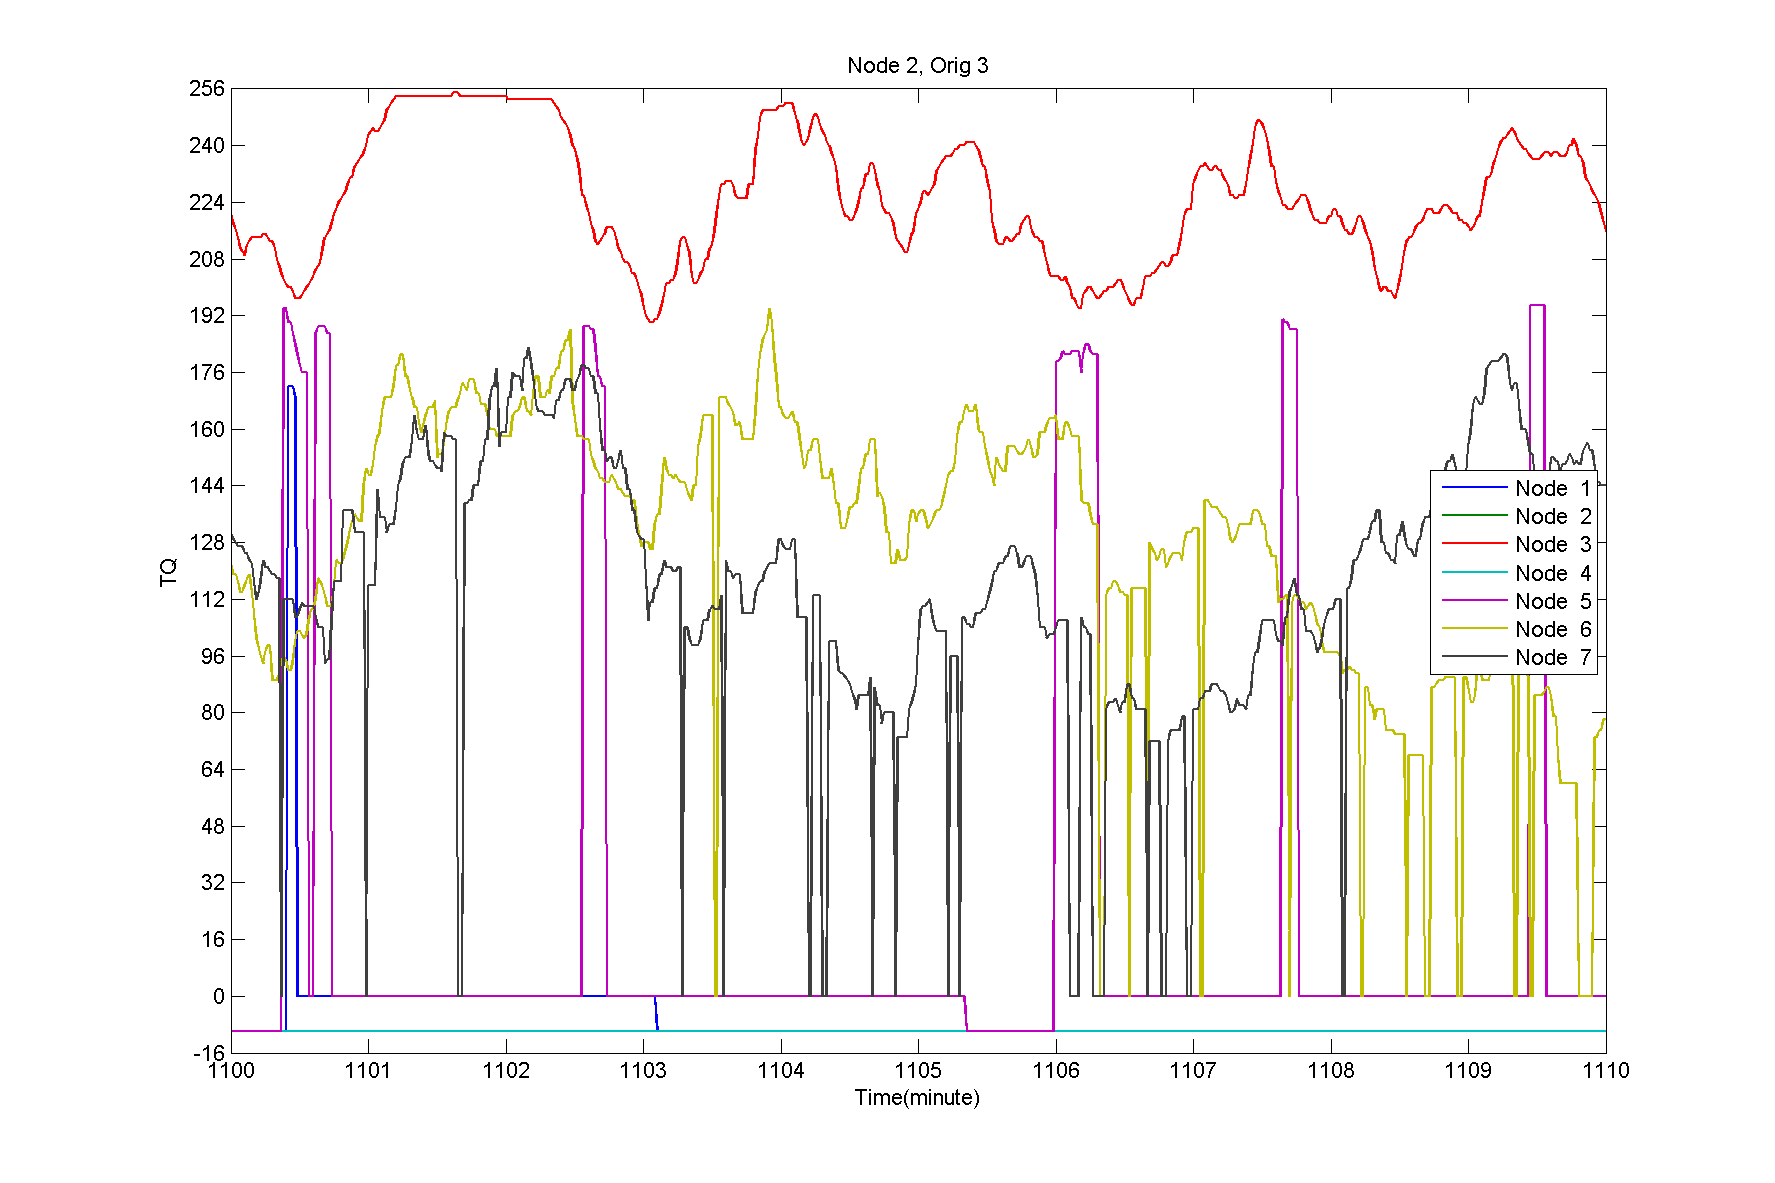 Node 2, Orig 3
256
240
224
208
192
176
160
144
128
112
96
80
64
48
32
16
0
-16
TQ
1100 1101 1102 1103 1104 1105 1106 1107 1108 1109 1110
Time(minute)
Node 1
Node 2
Node 3
Node 4
Node 5
Node 6
Node 7